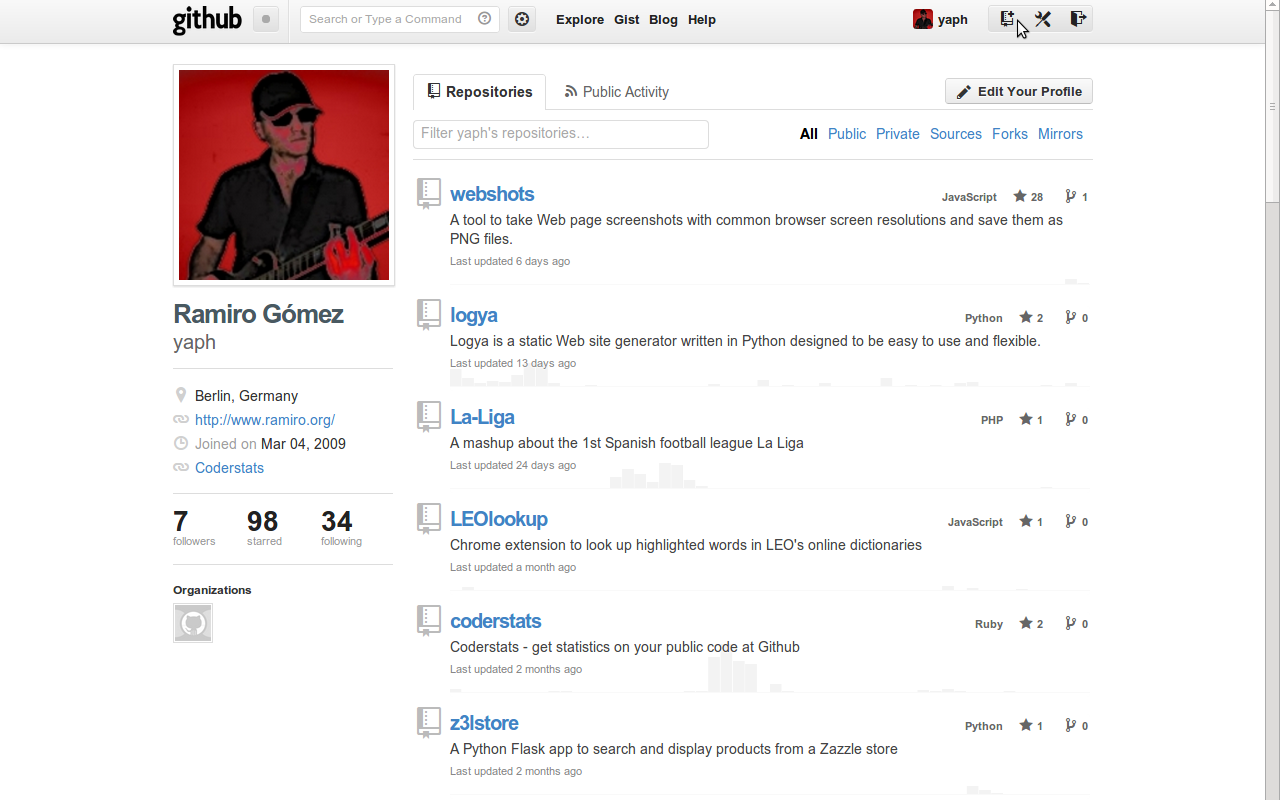 github
Search or Type a Command
Explore Gist Blog Help
yaph
Repositories
Public Activity
Edit Your Profile
Filter yaph's repositories…
All Public Private Sources Forks Mirrors
Ramiro Gómez
yaph
Berlin, Germany
http://www.ramiro.org/
Joined on Mar 04, 2009
Coderstats
7 98 34
followers starred following
Organizations
webshots
JavaScript 28 1
A tool to take Web page screenshots with common browser screen resolutions and save them as
PNG files.
Last updated 6 days ago
logya
Python 2 0
Logya is a static Web site generator written in Python designed to be easy to use and flexible.
Last updated 13 days ago
La-Liga
PHP 1 0
A mashup about the 1st Spanish football league La Liga
Last updated 24 days ago
LEOlookup
JavaScript 1 0
Chrome extension to look up highlighted words in LEO's online dictionaries
Last updated a month ago
coderstats
Ruby 2 0
Coderstats - get statistics on your public code at Github
Last updated 2 months ago
z3lstore
Python 1 0
A Python Flask app to search and display products from a Zazzle store
Last updated 2 months ago